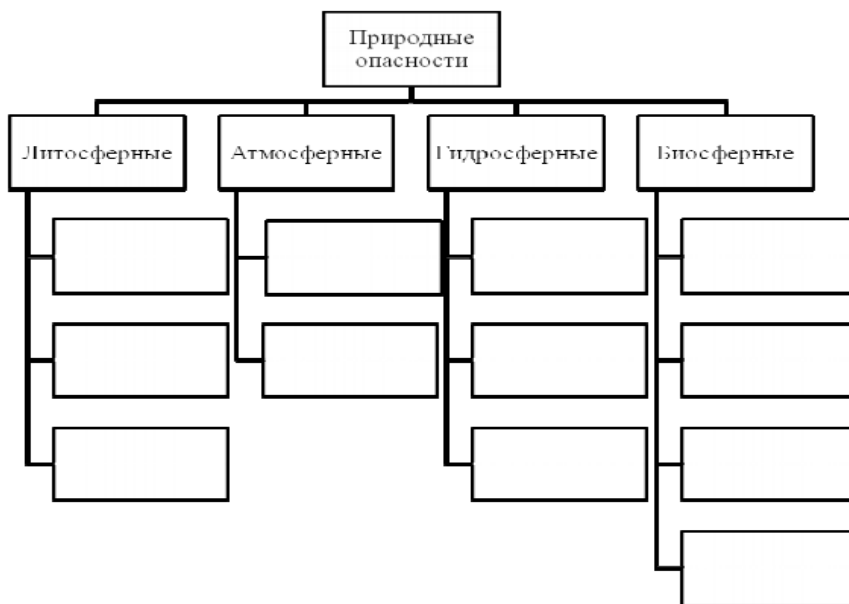 Природные
опасности
Литосферные
Атмосферные
Гидросферные
Биосферные